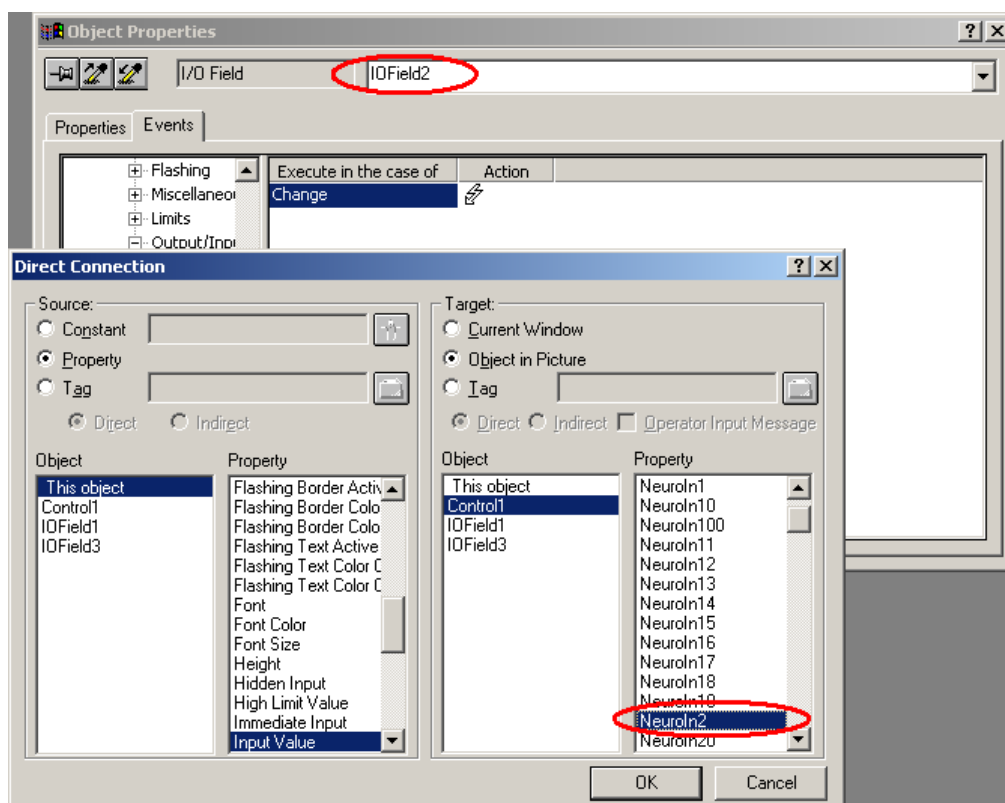 Object Properties
I/O Field IOField2
Properties Events
Flashing
Miscellaneou
Limits
Output/Inpu
Execute in the case of Action
Change
Direct Connection
Source:
Constant
Property
Tag
Direct Indirect
Object Property
This object
Control1
IOField1
IOField3
Flashing Border Activ
Flashing Border Colo
Flashing Border Colo
Flashing Text Active
Flashing Text Color C
Flashing Text Color C
Font
Font Color
Font Size
Height
Hidden Input
High Limit Value
Immediate Input
Input Value
Target:
Current Window
Object in Picture
Tag
Direct Indirect Operator Input Message
Object Property
This object
Control1
IOField1
IOField3
NeuroIn1
NeuroIn10
NeuroIn100
NeuroIn11
NeuroIn12
NeuroIn13
NeuroIn14
NeuroIn15
NeuroIn16
NeuroIn17
NeuroIn18
NeuroIn19
NeuroIn2
NeuroIn20
OK Cancel